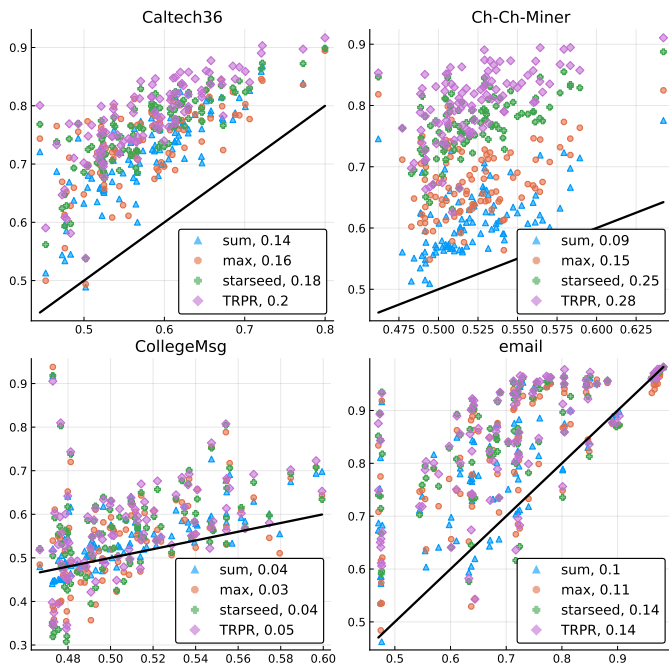 Caltech36
0.9
0.8
0.7
0.6
0.5
0.5
0.6
0.7
0.8
sum, 0.14
max, 0.16
starseed, 0.18
TRPR, 0.2
Ch-Ch-Miner
0.9
0.8
0.7
0.6
0.5
0.475
0.500
0.525
0.550
0.575
0.600
0.625
sum, 0.09
max, 0.15
starseed, 0.25
TRPR, 0.28
CollegeMsg
0.9
0.8
0.7
0.6
0.5
0.4
0.3
0.48
0.50
0.52
0.54
0.56
0.58
0.60
sum, 0.04
max, 0.03
starseed, 0.04
TRPR, 0.05
email
0.9
0.8
0.7
0.6
0.5
0.5
0.6
0.7
0.8
0.9
sum, 0.1
max, 0.11
starseed, 0.14
TRPR, 0.14